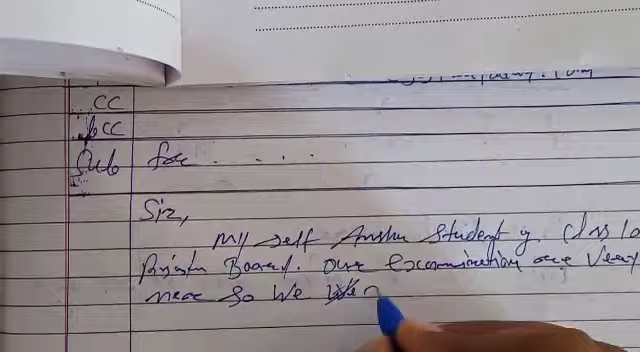 CC
bcc
Sub for . . . . .
Sir,
My self Anshu Student of Class 10
Board. Our Examination are Very
near So We